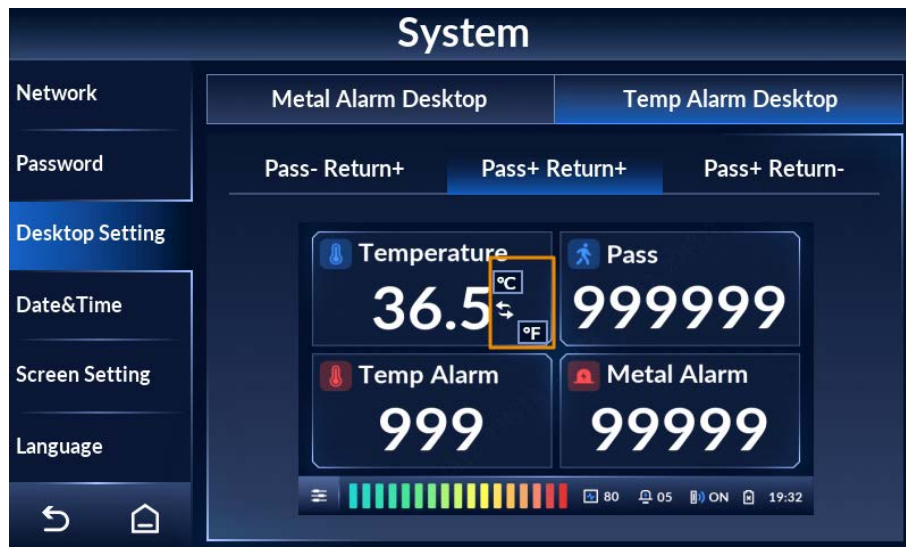 System
Network
Password
Desktop Setting
Date&Time
Screen Setting
Language
Metal Alarm Desktop
Temp Alarm Desktop
Pass- Return+
Pass+ Return+
Pass+ Return-
Temperature
36.5
°C
°F
Pass
999999
Temp Alarm
999
Metal Alarm
99999
80
05
ON
19:32